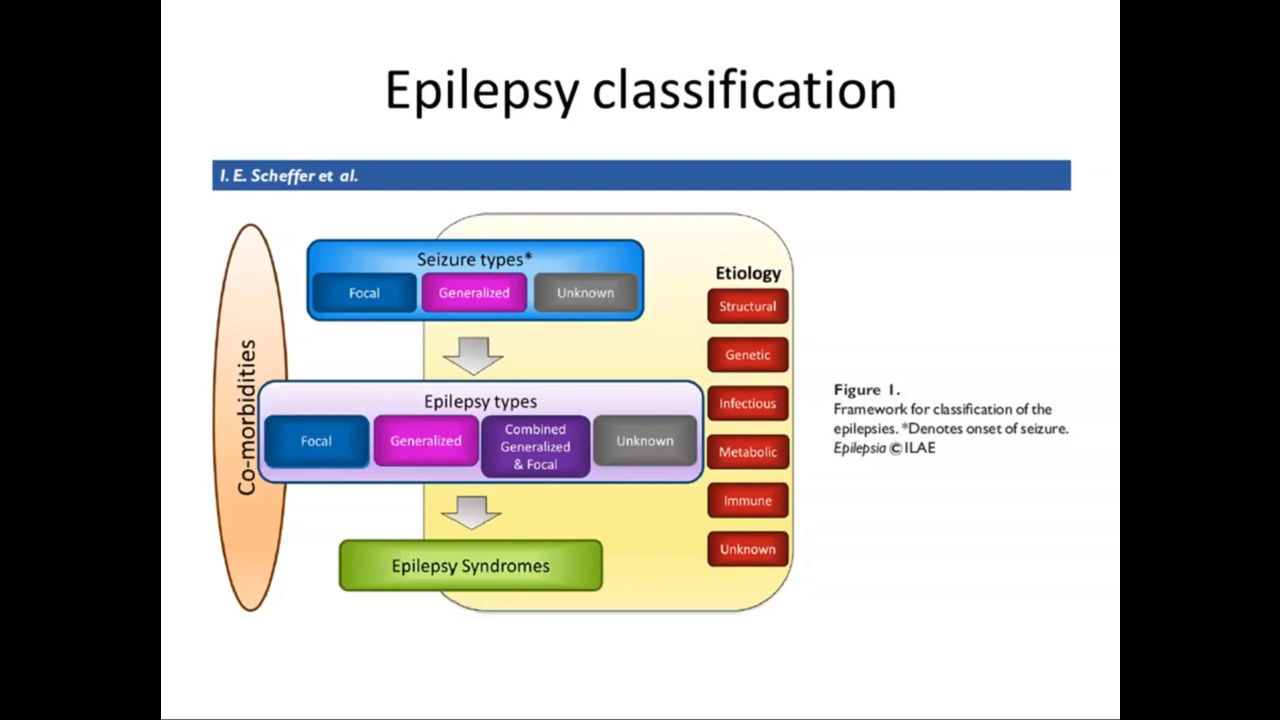 Epilepsy classification
I. E. Scheffer et al.
Co-morbidities
Seizure types*
Focal
Generalized
Unknown
Epilepsy types
Focal
Generalized
Combined
Generalized
& Focal
Unknown
Epilepsy Syndromes
Etiology
Structural
Genetic
Infectious
Metabolic
Immune
Unknown
Figure 1.
Framework for classification of the
epilepsies. *Denotes onset of seizure.
Epilepsia © ILAE